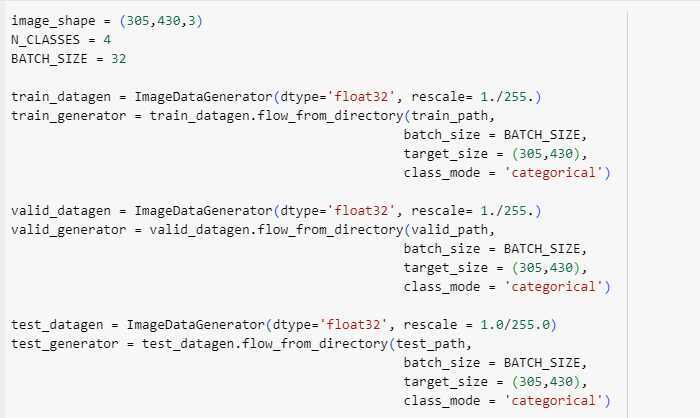 image_shape = (305,430,3)
N_CLASSES = 4
BATCH_SIZE = 32
train_datagen = ImageDataGenerator(dtype='float32', rescale= 1./255.)
train_generator = train_datagen.flow_from_directory(train_path,
batch_size = BATCH_SIZE,
target_size = (305,430),
class_mode = 'categorical')
valid_datagen = ImageDataGenerator(dtype='float32', rescale= 1./255.)
valid_generator = valid_datagen.flow_from_directory(valid_path,
batch_size = BATCH_SIZE,
target_size = (305,430),
class_mode = 'categorical')
test_datagen = ImageDataGenerator(dtype='float32', rescale = 1.0/255.0)
test_generator = test_datagen.flow_from_directory(test_path,
batch_size = BATCH_SIZE,
target_size = (305,430),
class_mode = 'categorical')